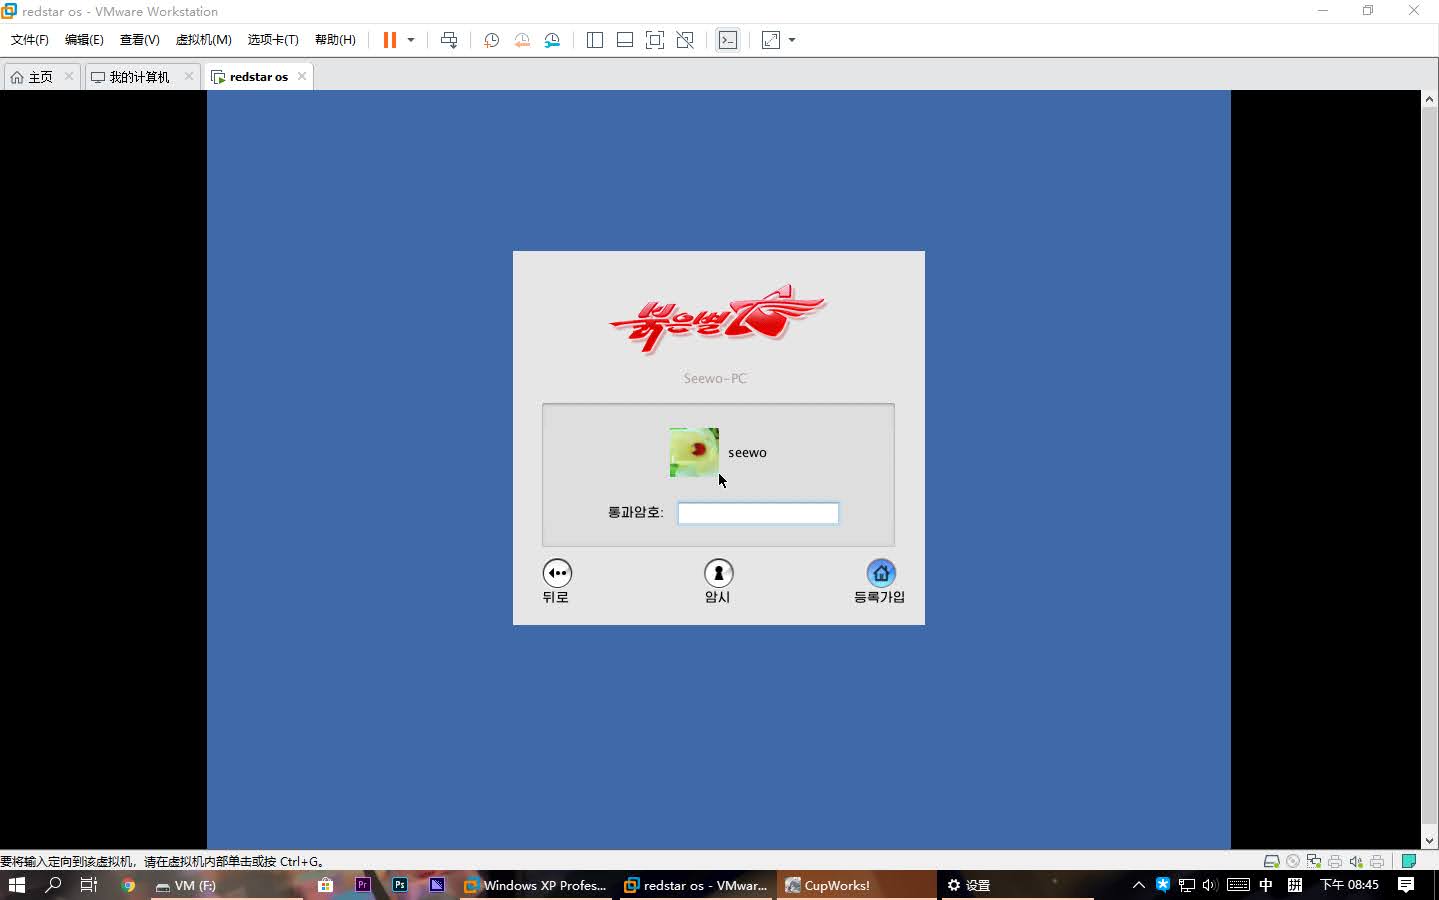 redstar os - VMware Workstation
文件(F) 编辑(E) 查看(V) 虚拟机(M) 选项卡(T) 帮助(H)
主页 我的计算机 redstar os
붉은별
Seewo-PC
seewo
통과암호:
뒤로 암시 등록가입
要将输入定向到该虚拟机，请在虚拟机内部单击或按 Ctrl+G。
VM (F:) Pr Ps Windows XP Profes... redstar os - VMwar... CupWorks! 设置 中 拼 下午 08:45